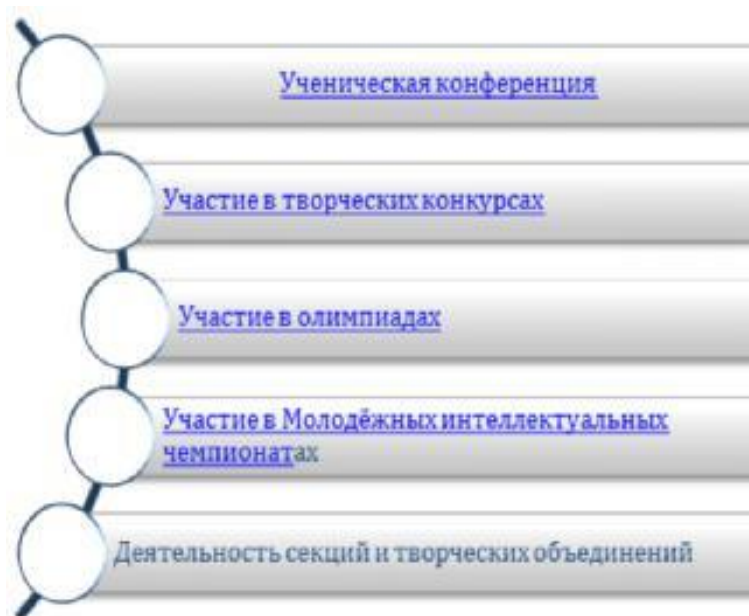 Ученическая конференция
Участие в творческих конкурсах
Участие в олимпиадах
Участие в Молодёжных интеллектуальных
чемпионатах
Деятельность секций и творческих объединений